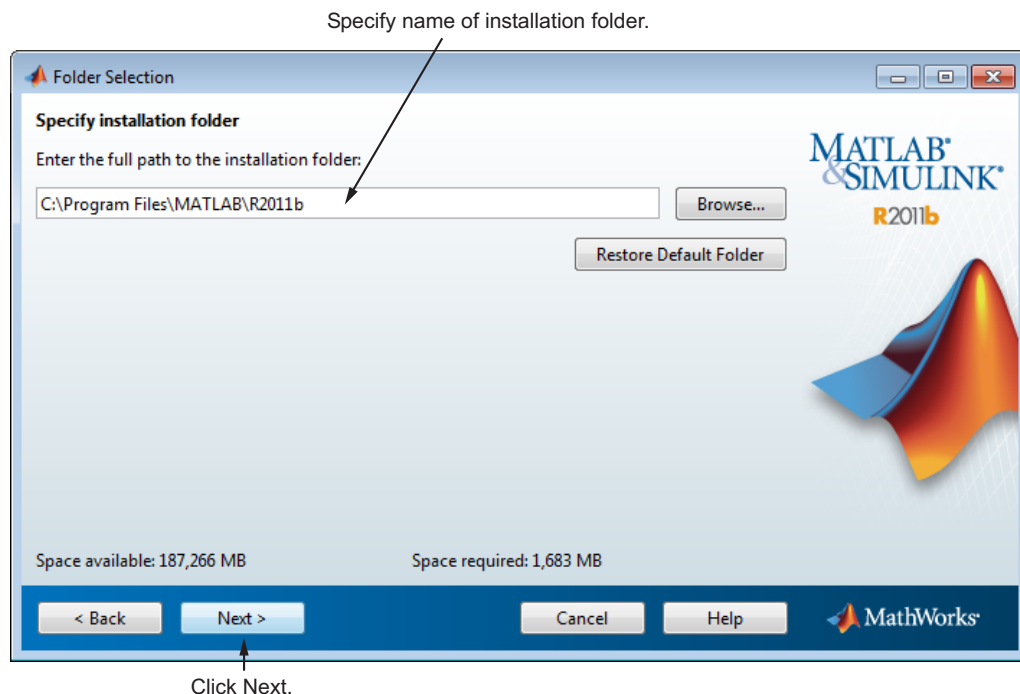 Specify name of installation folder.
Folder Selection
Specify installation folder
Enter the full path to the installation folder:
C:\Program Files\MATLAB\R2011b
Browse...
Restore Default Folder
MATLAB®
&SIMULINK®
R2011b
Space available: 187,266 MB
Space required: 1,683 MB
< Back
Next >
Cancel
Help
MathWorks®
Click Next.